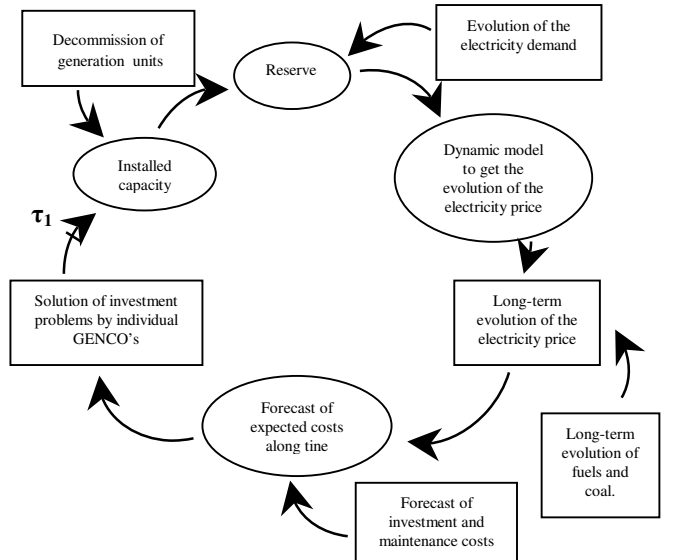 Decommission of
generation units
Reserve
Evolution of the
electricity demand
Installed
capacity
Dynamic model
to get the
evolution of the
electricity price
τ1
Solution of investment
problems by individual
GENCO's
Long-term
evolution of the
electricity price
Forecast of
expected costs
along tine
Long-term
evolution of
fuels and
coal.
Forecast of
investment and
maintenance costs